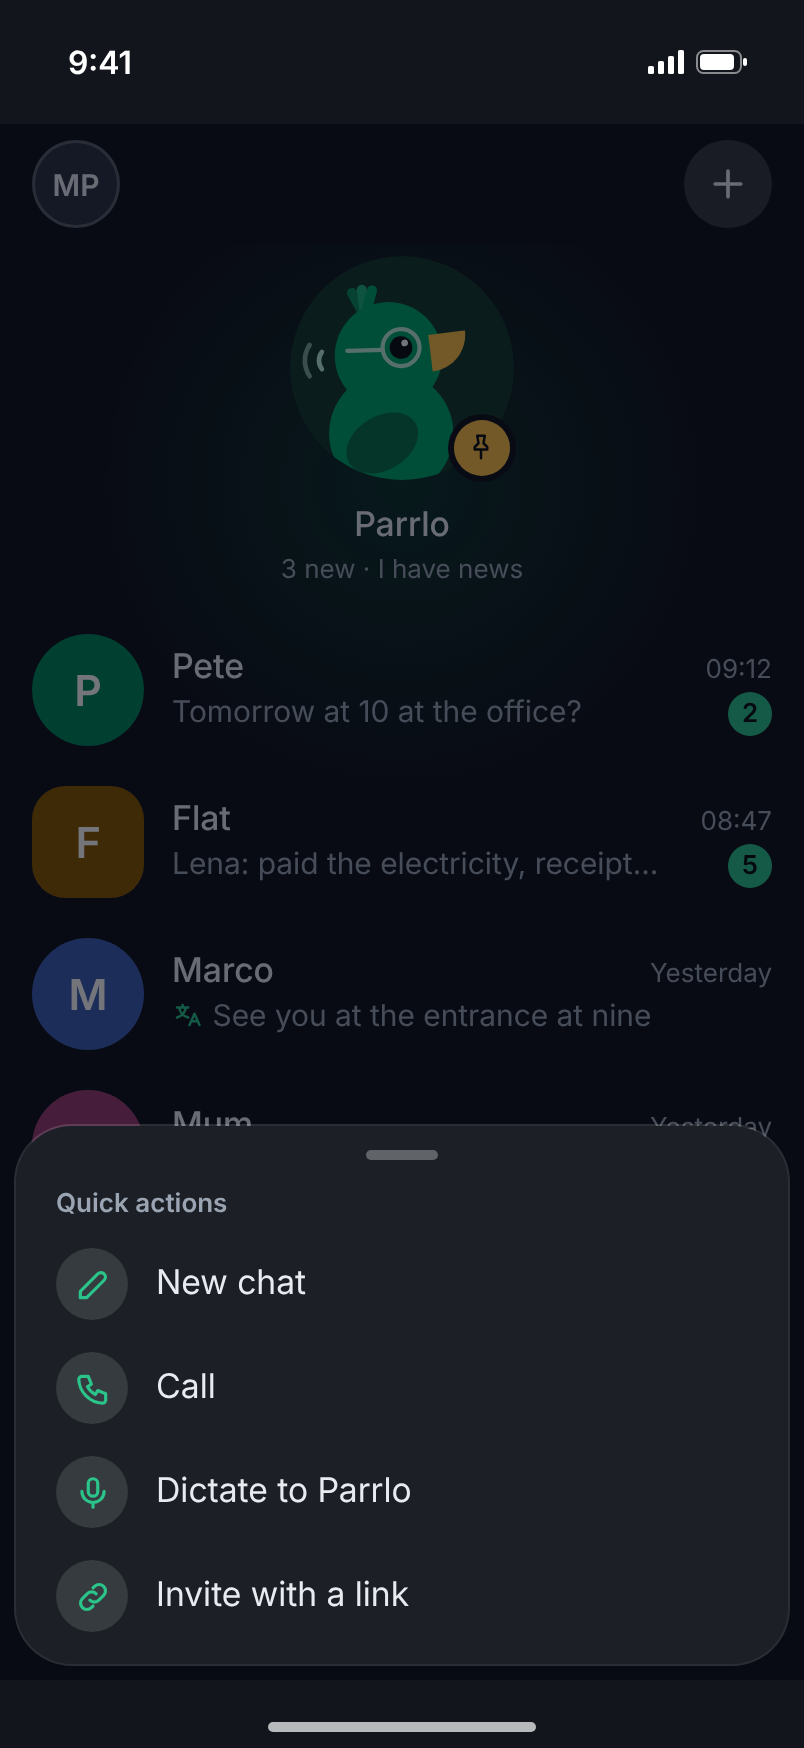 9:41
MP
Parrlo
3 new · I have news
P
Pete
09:12
Tomorrow at 10 at the office?
2
F
Flat
08:47
Lena: paid the electricity, receipt...
5
M
Marco
Yesterday
See you at the entrance at nine
Mum
Yesterday
Quick actions
New chat
Call
Dictate to Parrlo
Invite with a link